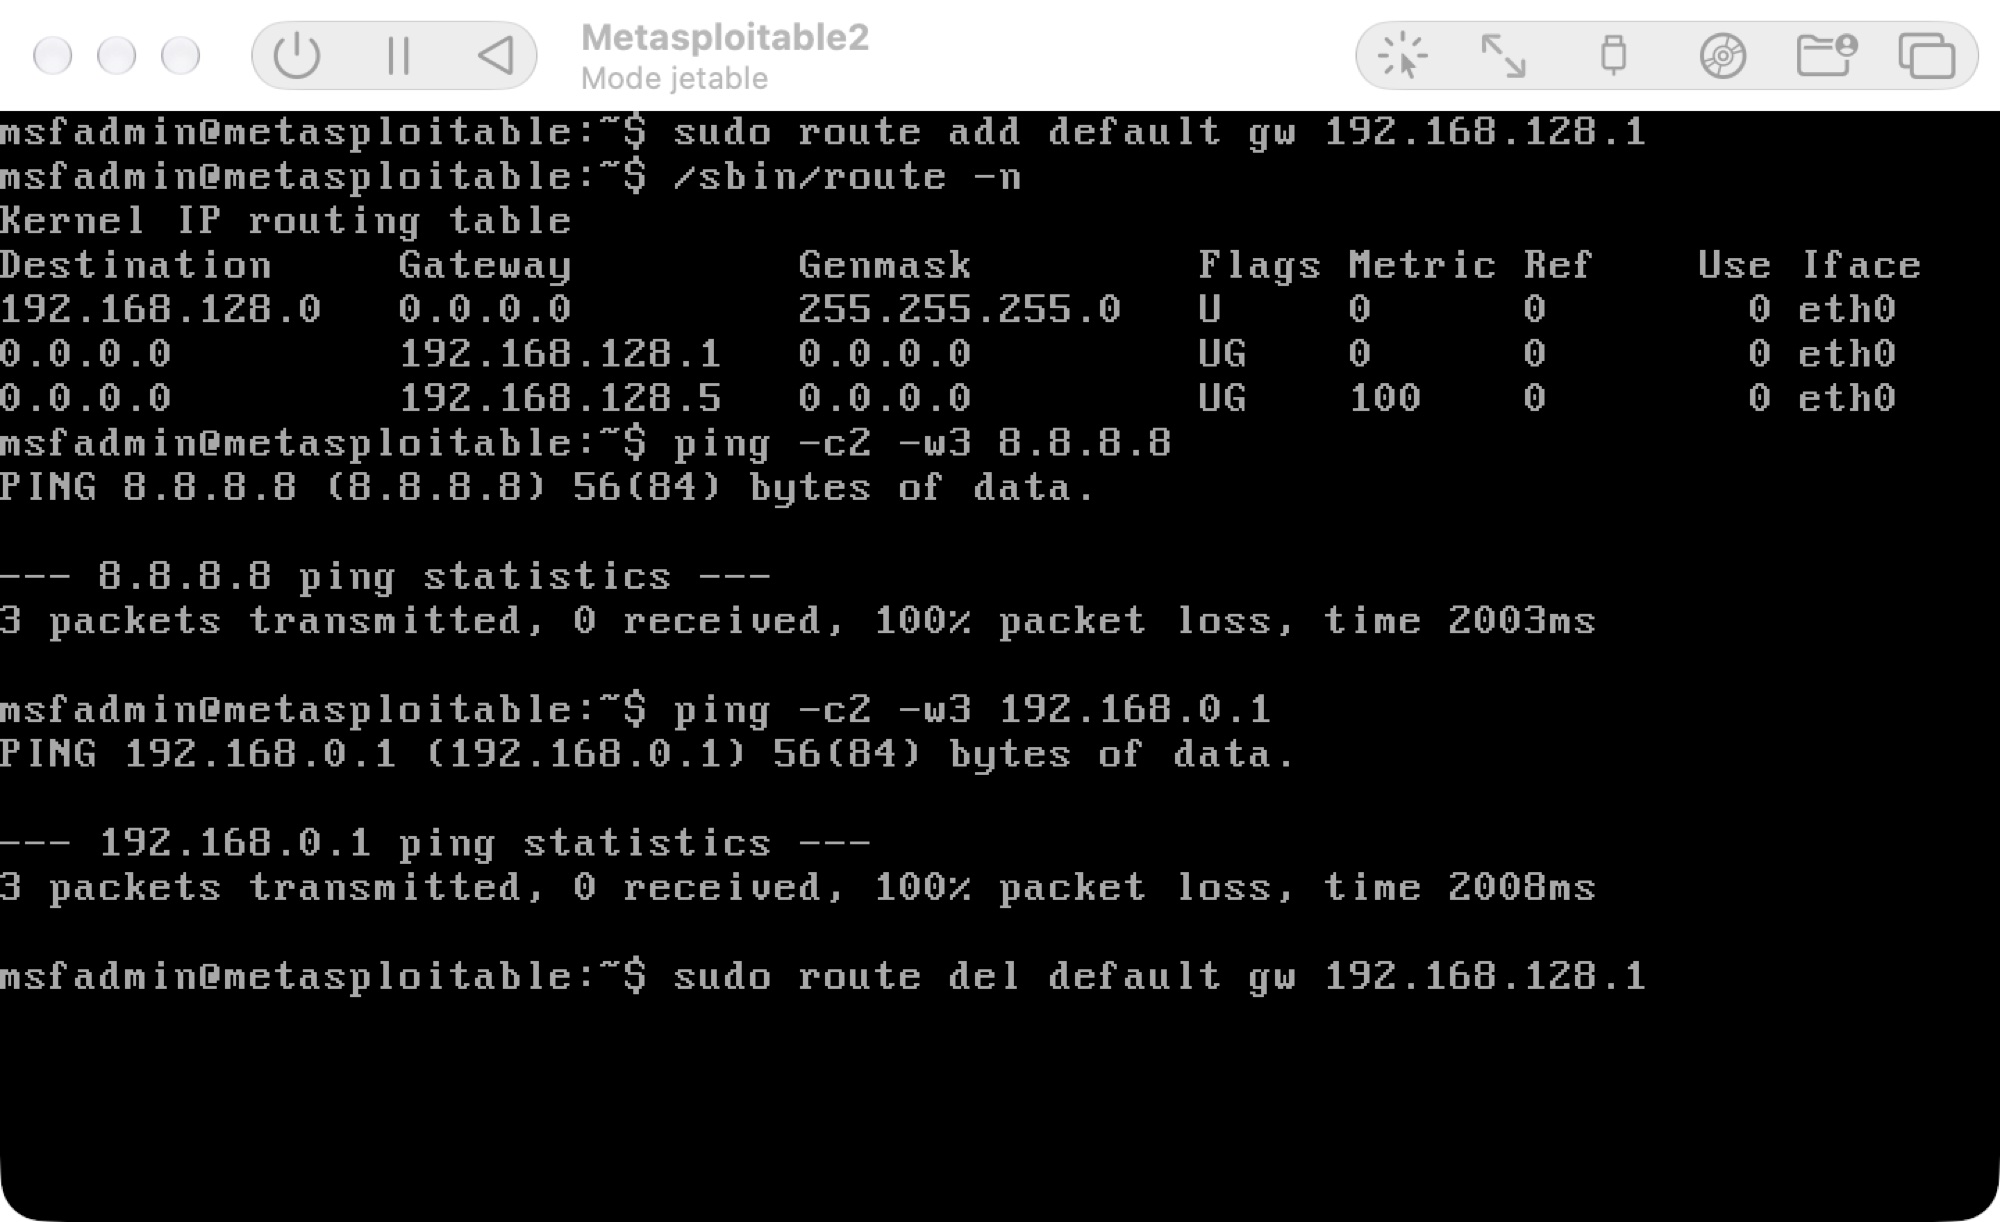 Metasploitable2
Mode jetable
msfadmin@metasploitable:~$ sudo route add default gw 192.168.128.1
msfadmin@metasploitable:~$ /sbin/route -n
Kernel IP routing table
Destination     Gateway         Genmask         Flags Metric Ref    Use Iface
192.168.128.0   0.0.0.0         255.255.255.0   U     0      0        0 eth0
0.0.0.0         192.168.128.1   0.0.0.0         UG    0      0        0 eth0
0.0.0.0         192.168.128.5   0.0.0.0         UG    100    0        0 eth0
msfadmin@metasploitable:~$ ping -c2 -w3 8.8.8.8
PING 8.8.8.8 (8.8.8.8) 56(84) bytes of data.
--- 8.8.8.8 ping statistics ---
3 packets transmitted, 0 received, 100% packet loss, time 2003ms
msfadmin@metasploitable:~$ ping -c2 -w3 192.168.0.1
PING 192.168.0.1 (192.168.0.1) 56(84) bytes of data.
--- 192.168.0.1 ping statistics ---
3 packets transmitted, 0 received, 100% packet loss, time 2008ms
msfadmin@metasploitable:~$ sudo route del default gw 192.168.128.1